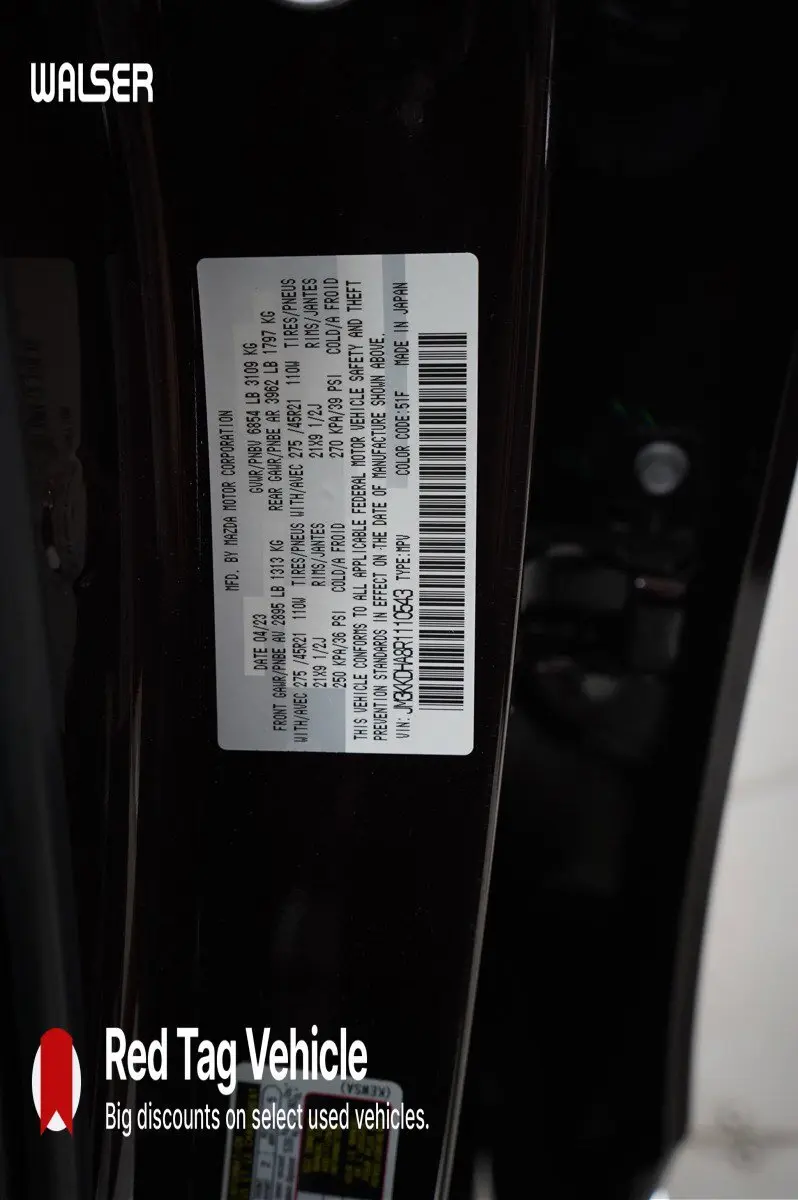 WALSER
MFD. BY MAZDA MOTOR CORPORATION
DATE 04/23 GVWR/PNBV 6854 LB 3109 KG
FRONT GAWR/PNBE AV 2895 LB 1313 KG REAR GAWR/PNBE AR 3962 LB 1797 KG
WITH/AVEC 275 /45R21 110W TIRES/PNEUS WITH/AVEC 275 /45R21 110W TIRES/PNEUS
21X9 1/2J RIMS/JANTES 21X9 1/2J RIMS/JANTES
250 KPA/36 PSI COLD/A FROID 270 KPA/39 PSI COLD/A FROID
THIS VEHICLE CONFORMS TO ALL APPLICABLE FEDERAL MOTOR VEHICLE SAFETY AND THEFT
PREVENTION STANDARDS IN EFFECT ON THE DATE OF MANUFACTURE SHOWN ABOVE.
VIN: JM3KKDHA8R1110543 TYPE:MPV COLOR CODE:51F MADE IN JAPAN
Red Tag Vehicle
Big discounts on select used vehicles.
(KEWSA)